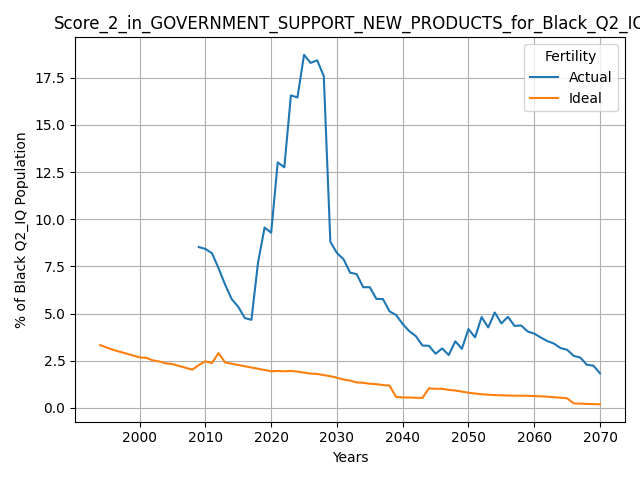 Score_2_in_GOVERNMENT_SUPPORT_NEW_PRODUCTS_for_Black_Q2_IQ
Fertility
Actual
Ideal
% of Black Q2_IQ Population
17.5
15.0
12.5
10.0
7.5
5.0
2.5
0.0
2000 2010 2020 2030 2040 2050 2060 2070
Years